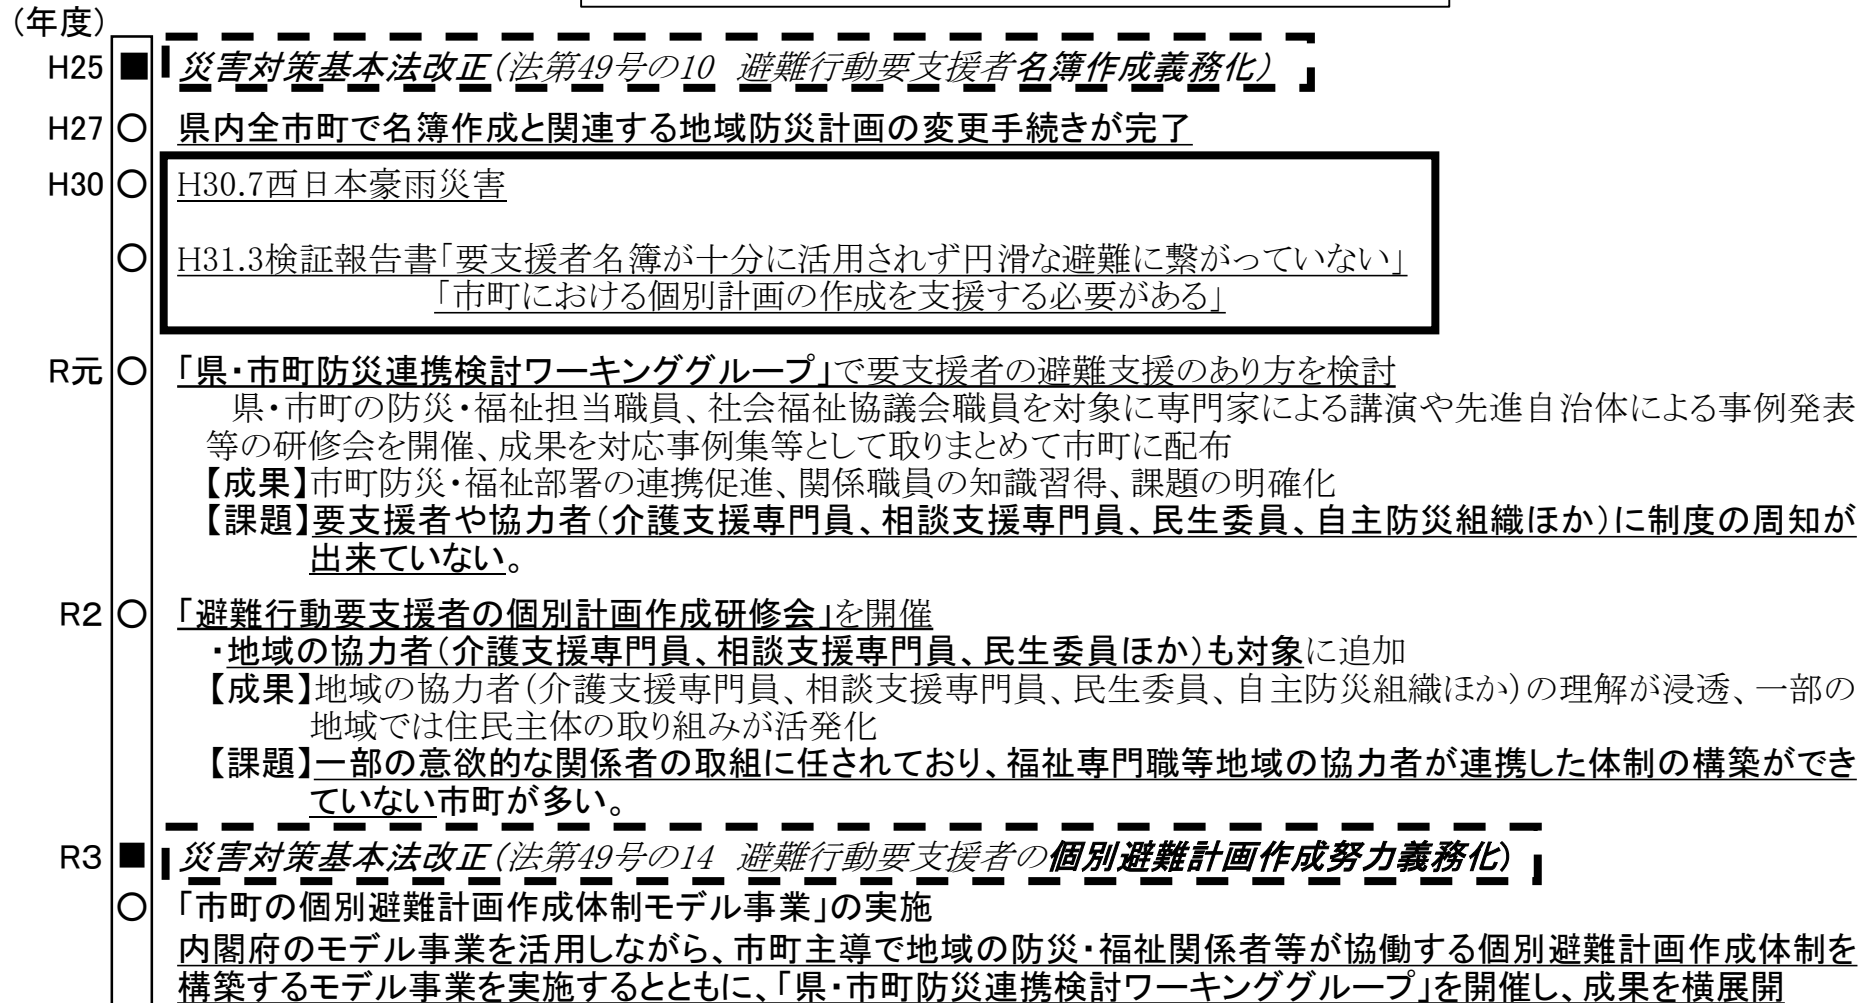 (年度)
H25 ■ 災害対策基本法改正(法第49号の10 避難行動要支援者名簿作成義務化)
H27 ○ 県内全市町で名簿作成と関連する地域防災計画の変更手続きが完了
H30 ○ H30.7西日本豪雨災害
○ H31.3検証報告書「要支援者名簿が十分に活用されず円滑な避難に繋がっていない」
「市町における個別計画の作成を支援する必要がある」
R元 ○ 「県・市町防災連携検討ワーキンググループ」で要支援者の避難支援のあり方を検討
県・市町の防災・福祉担当職員、社会福祉協議会職員を対象に専門家による講演や先進自治体による事例発表
等の研修会を開催、成果を対応事例集等として取りまとめて市町に配布
【成果】市町防災・福祉部署の連携促進、関係職員の知識習得、課題の明確化
【課題】要支援者や協力者(介護支援専門員、相談支援専門員、民生委員、自主防災組織ほか)に制度の周知が
出来ていない。
R2 ○ 「避難行動要支援者の個別計画作成研修会」を開催
・地域の協力者(介護支援専門員、相談支援専門員、民生委員ほか)も対象に追加
【成果】地域の協力者(介護支援専門員、相談支援専門員、民生委員、自主防災組織ほか)の理解が浸透、一部の
地域では住民主体の取り組みが活発化
【課題】一部の意欲的な関係者の取組に任されており、福祉専門職等地域の協力者が連携した体制の構築ができ
ていない市町が多い。
R3 ■ 災害対策基本法改正(法第49号の14 避難行動要支援者の個別避難計画作成努力義務化)
○ 「市町の個別避難計画作成体制モデル事業」の実施
内閣府のモデル事業を活用しながら、市町主導で地域の防災・福祉関係者等が協働する個別避難計画作成体制を
構築するモデル事業を実施するとともに、「県・市町防災連携検討ワーキンググループ」を開催し、成果を横展開